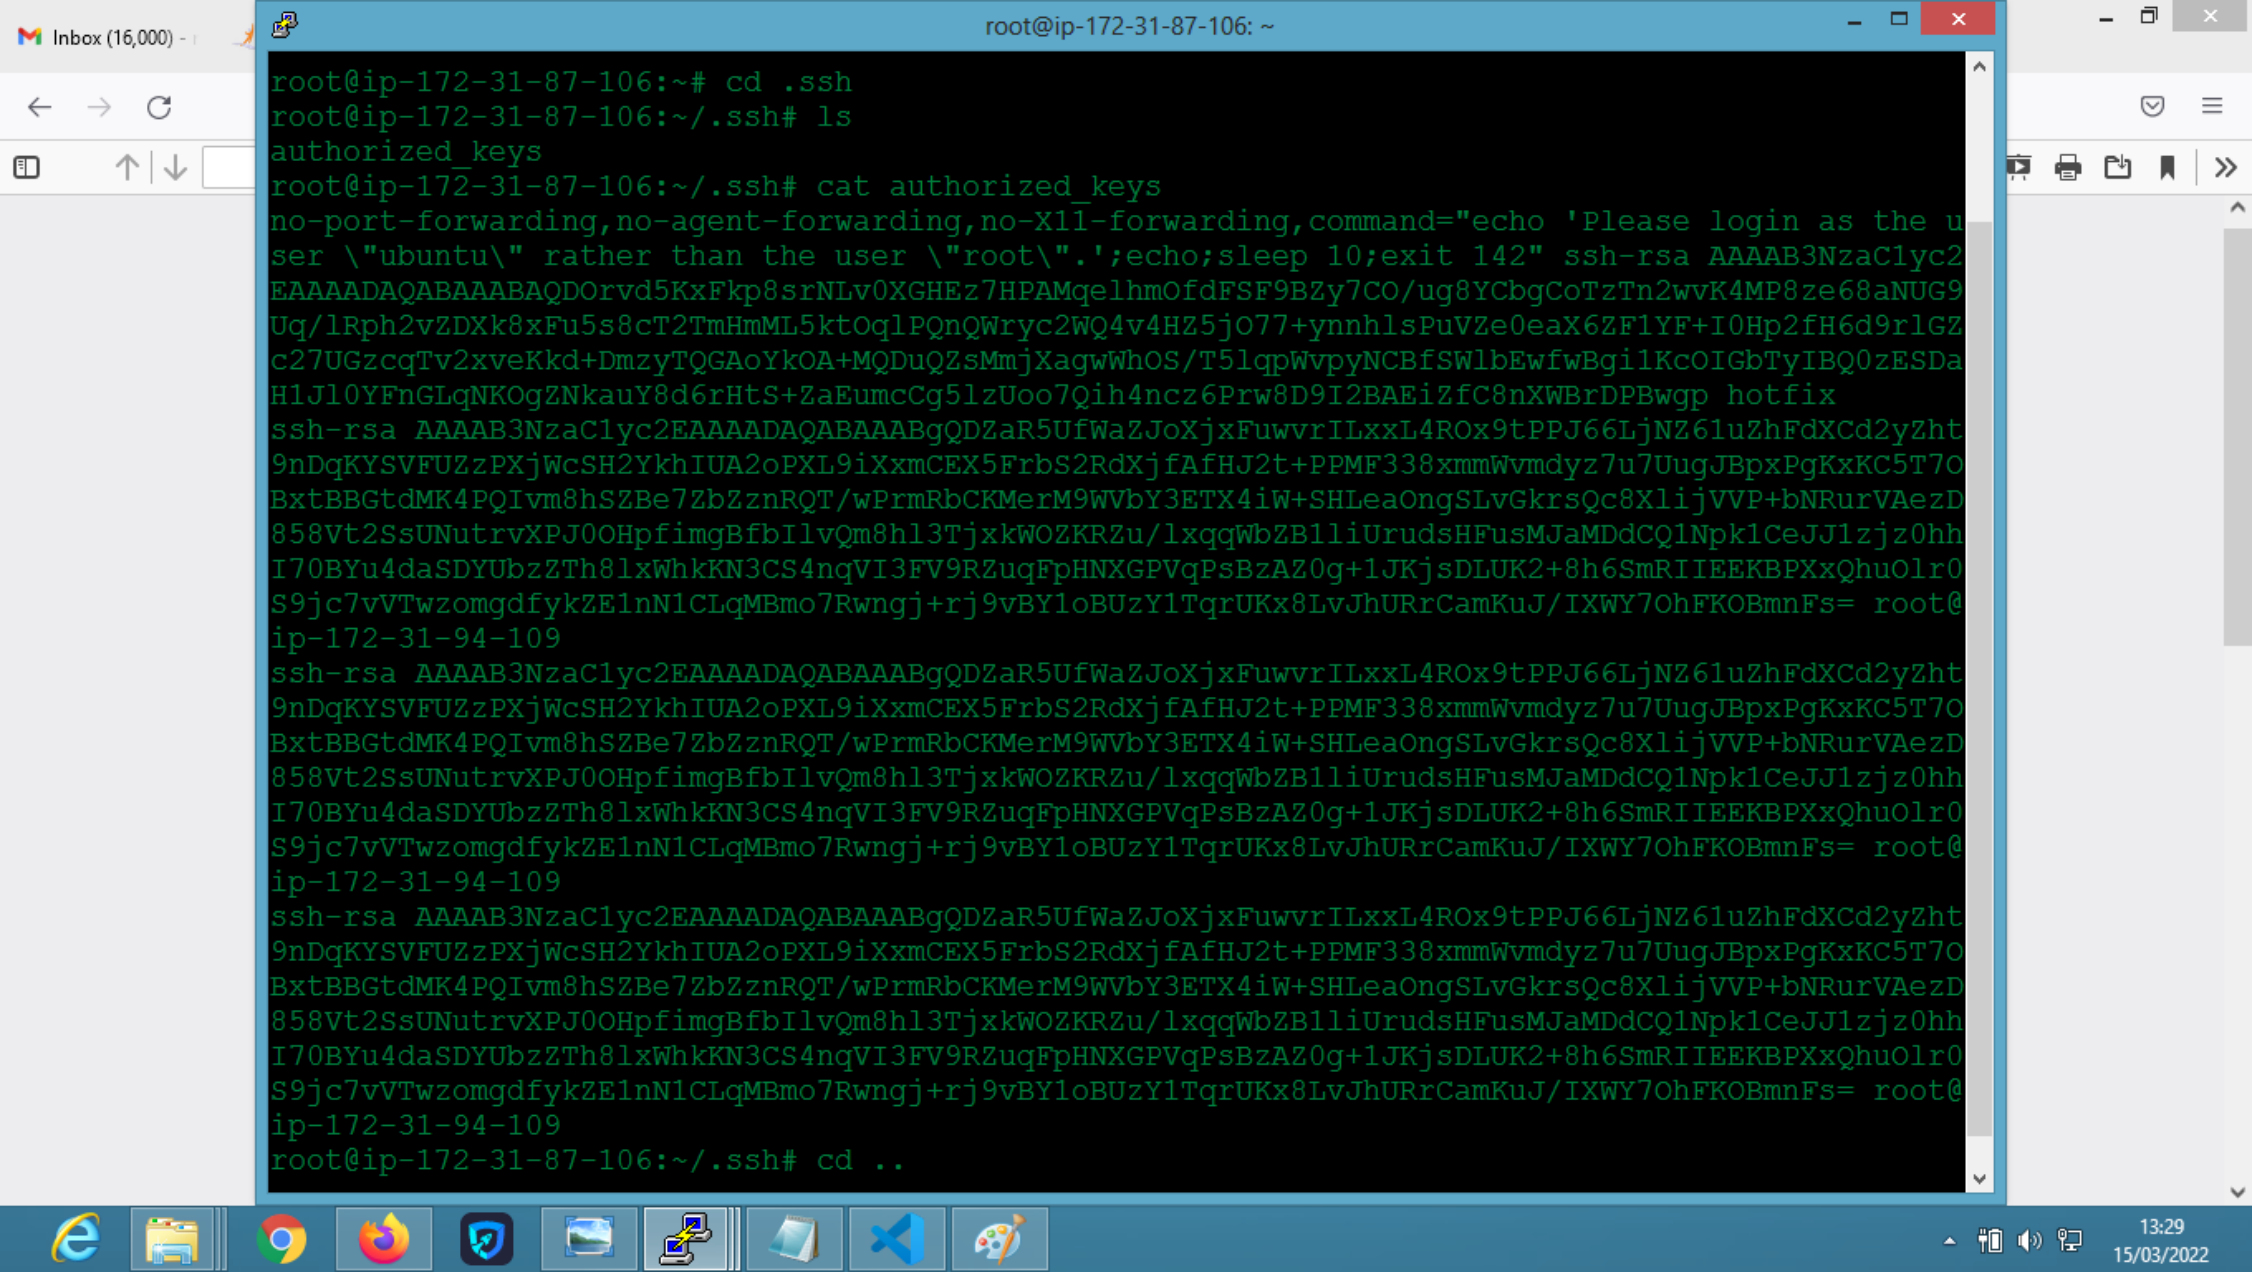 Inbox (16,000) -
root@ip-172-31-87-106: ~
root@ip-172-31-87-106:~# cd .ssh
root@ip-172-31-87-106:~/.ssh# ls
authorized_keys
root@ip-172-31-87-106:~/.ssh# cat authorized_keys
no-port-forwarding,no-agent-forwarding,no-X11-forwarding,command="echo 'Please login as the u
ser \"ubuntu\" rather than the user \"root\".';echo;sleep 10;exit 142" ssh-rsa AAAAB3NzaC1yc2
EAAAADAQABAAABAQDOrvd5KxFkp8srNLv0XGHEz7HPAMqelhmOfdFSF9BZy7CO/ug8YCbgCoTzTn2wvK4MP8ze68aNUG9
Uq/lRph2vZDXk8xFu5s8cT2TmHmML5ktOqlPQnQWryc2WQ4v4HZ5jO77+ynnhlsPuVZe0eaX6ZF1YF+I0Hp2fH6d9rlGZ
c27UGzcqTv2xveKkd+DmzyTQGAoYkOA+MQDuQZsMmjXagwWhOS/T5lqpWvpyNCBfSWlbEwfwBgi1KcOIGbTyIBQ0zESDa
H1Jl0YFnGLqNKOgZNkauY8d6rHtS+ZaEumcCg5lzUoo7Qih4ncz6Prw8D9I2BAEiZfC8nXWBrDPBwgp hotfix
ssh-rsa AAAAB3NzaC1yc2EAAAADAQABAAABgQDZaR5UfWaZJoXjxFuwvrILxxL4ROx9tPPJ66LjNZ61uZhFdXCd2yZht
9nDqKYSVFUZzPXjWcSH2YkhIUA2oPXL9iXxmCEX5FrbS2RdXjfAfHJ2t+PPMF338xmmWvmdyz7u7UugJBpxPgKxKC5T7O
BxtBBGtdMK4PQIvm8hSZBe7ZbZznRQT/wPrmRbCKMerM9WVbY3ETX4iW+SHLeaOngSLvGkrsQc8XlijVVP+bNRurVAezD
858Vt2SsUNutrvXPJ0OHpfimgBfbIlvQm8hl3TjxkWOZKRZu/lxqqWbZB1liUrudsHFusMJaMDdCQ1Npk1CeJJ1zjz0hh
I70BYu4daSDYUbzZTh8lxWhkKN3CS4nqVI3FV9RZuqFpHNXGPVqPsBzAZ0g+1JKjsDLUK2+8h6SmRIIEEKBPXxQhuOlr0
S9jc7vVTwzomgdfykZE1nN1CLqMBmo7Rwngj+rj9vBY1oBUzY1TqrUKx8LvJhURrCamKuJ/IXWY7OhFKOBmnFs= root@
ip-172-31-94-109
ssh-rsa AAAAB3NzaC1yc2EAAAADAQABAAABgQDZaR5UfWaZJoXjxFuwvrILxxL4ROx9tPPJ66LjNZ61uZhFdXCd2yZht
9nDqKYSVFUZzPXjWcSH2YkhIUA2oPXL9iXxmCEX5FrbS2RdXjfAfHJ2t+PPMF338xmmWvmdyz7u7UugJBpxPgKxKC5T7O
BxtBBGtdMK4PQIvm8hSZBe7ZbZznRQT/wPrmRbCKMerM9WVbY3ETX4iW+SHLeaOngSLvGkrsQc8XlijVVP+bNRurVAezD
858Vt2SsUNutrvXPJ0OHpfimgBfbIlvQm8hl3TjxkWOZKRZu/lxqqWbZB1liUrudsHFusMJaMDdCQ1Npk1CeJJ1zjz0hh
I70BYu4daSDYUbzZTh8lxWhkKN3CS4nqVI3FV9RZuqFpHNXGPVqPsBzAZ0g+1JKjsDLUK2+8h6SmRIIEEKBPXxQhuOlr0
S9jc7vVTwzomgdfykZE1nN1CLqMBmo7Rwngj+rj9vBY1oBUzY1TqrUKx8LvJhURrCamKuJ/IXWY7OhFKOBmnFs= root@
ip-172-31-94-109
ssh-rsa AAAAB3NzaC1yc2EAAAADAQABAAABgQDZaR5UfWaZJoXjxFuwvrILxxL4ROx9tPPJ66LjNZ61uZhFdXCd2yZht
9nDqKYSVFUZzPXjWcSH2YkhIUA2oPXL9iXxmCEX5FrbS2RdXjfAfHJ2t+PPMF338xmmWvmdyz7u7UugJBpxPgKxKC5T7O
BxtBBGtdMK4PQIvm8hSZBe7ZbZznRQT/wPrmRbCKMerM9WVbY3ETX4iW+SHLeaOngSLvGkrsQc8XlijVVP+bNRurVAezD
858Vt2SsUNutrvXPJ0OHpfimgBfbIlvQm8hl3TjxkWOZKRZu/lxqqWbZB1liUrudsHFusMJaMDdCQ1Npk1CeJJ1zjz0hh
I70BYu4daSDYUbzZTh8lxWhkKN3CS4nqVI3FV9RZuqFpHNXGPVqPsBzAZ0g+1JKjsDLUK2+8h6SmRIIEEKBPXxQhuOlr0
S9jc7vVTwzomgdfykZE1nN1CLqMBmo7Rwngj+rj9vBY1oBUzY1TqrUKx8LvJhURrCamKuJ/IXWY7OhFKOBmnFs= root@
ip-172-31-94-109
root@ip-172-31-87-106:~/.ssh# cd ..
13:29
15/03/2022